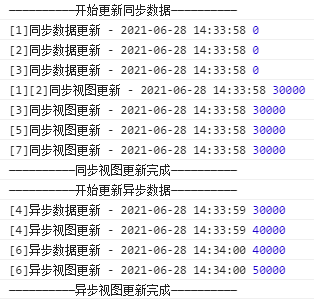 ——————————开始更新同步数据——————————
[1]同步数据更新 - 2021-06-28 14:33:58 0
[2]同步数据更新 - 2021-06-28 14:33:58 0
[3]同步数据更新 - 2021-06-28 14:33:58 0
[1][2]同步视图更新 - 2021-06-28 14:33:58 30000
[3]同步视图更新 - 2021-06-28 14:33:58 30000
[5]同步视图更新 - 2021-06-28 14:33:58 30000
[7]同步视图更新 - 2021-06-28 14:33:58 30000
——————————同步视图更新完成——————————
——————————开始更新异步数据——————————
[4]异步数据更新 - 2021-06-28 14:33:59 30000
[4]异步视图更新 - 2021-06-28 14:33:59 40000
[6]异步数据更新 - 2021-06-28 14:34:00 40000
[6]异步视图更新 - 2021-06-28 14:34:00 50000
——————————异步视图更新完成——————————